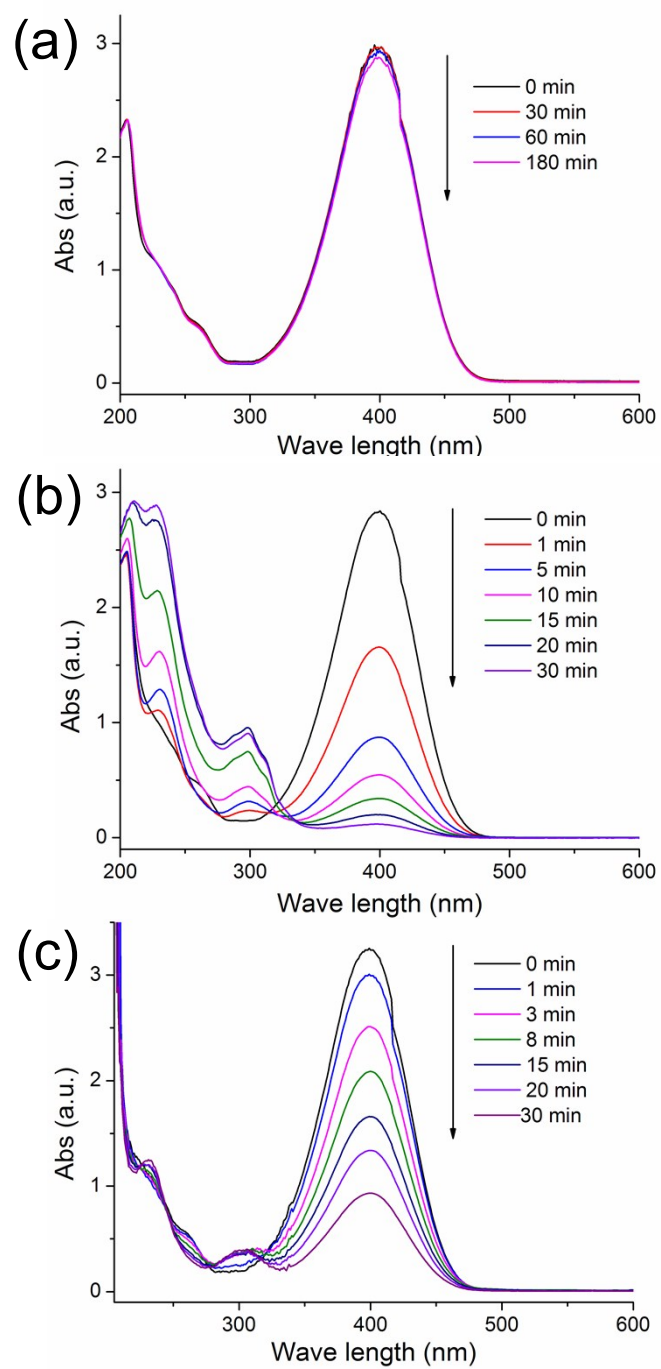 (a)
3
2
1
0
Abs (a.u.)
0 min
30 min
60 min
180 min
200 300 400 500 600
Wave length (nm)
(b)
3
2
1
0
Abs (a.u.)
0 min
1 min
5 min
10 min
15 min
20 min
30 min
200 300 400 500 600
Wave length (nm)
(c)
3
2
1
0
Abs (a.u.)
0 min
1 min
3 min
8 min
15 min
20 min
30 min
300 400 500 600
Wave length (nm)